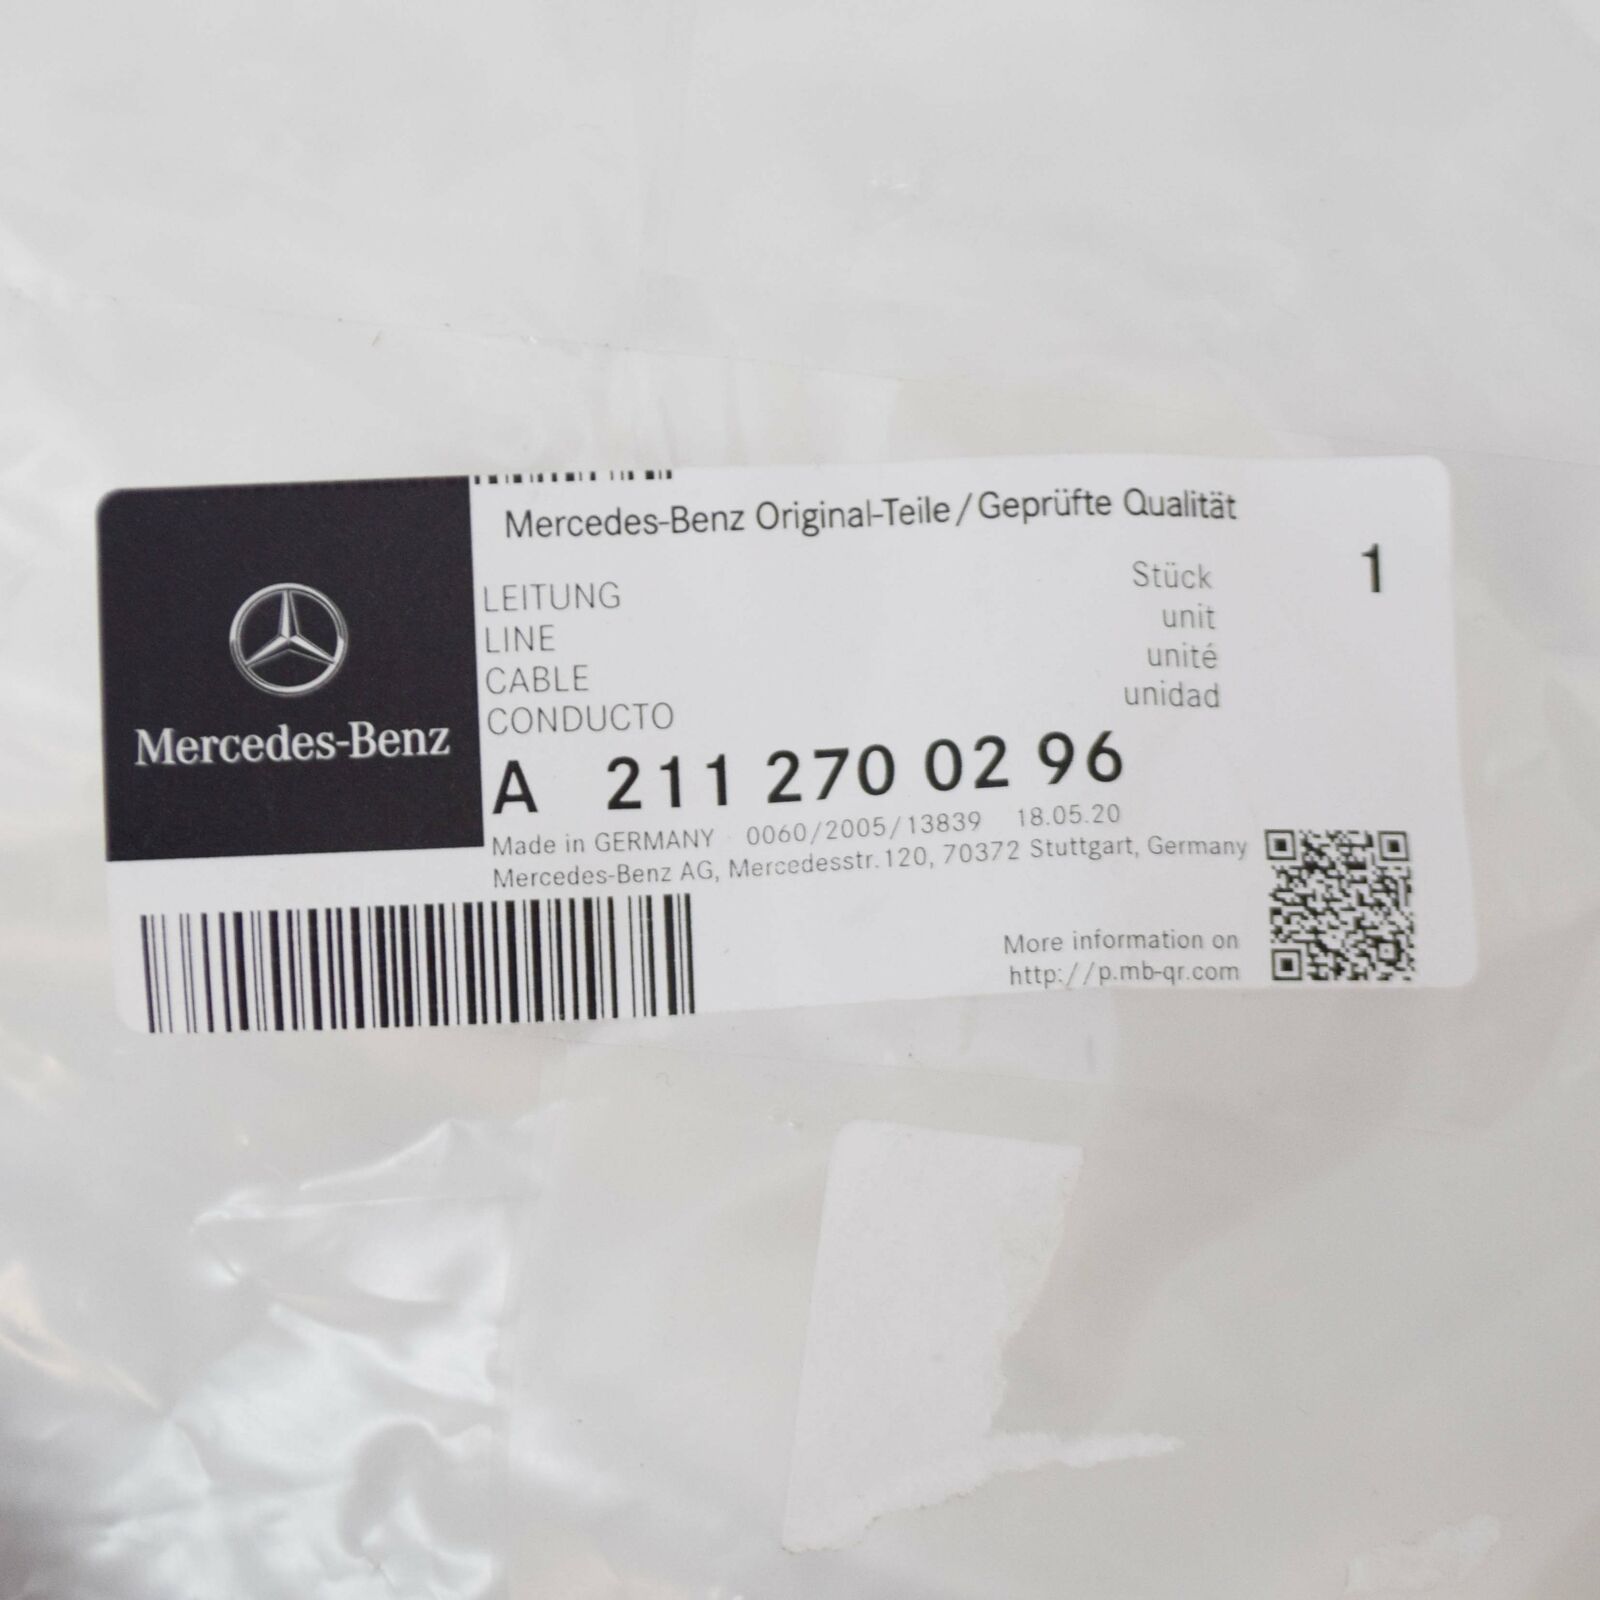 Mercedes-Benz Original-Teile / Geprüfte Qualität
LEITUNG
LINE
CABLE
CONDUCTO
Stück 1
unit
unité
unidad
Mercedes-Benz
A 211 270 02 96
Made in GERMANY 0060/2005/13839 18.05.20
Mercedes-Benz AG, Mercedesstr.120, 70372 Stuttgart, Germany
More information on
http://p.mb-qr.com